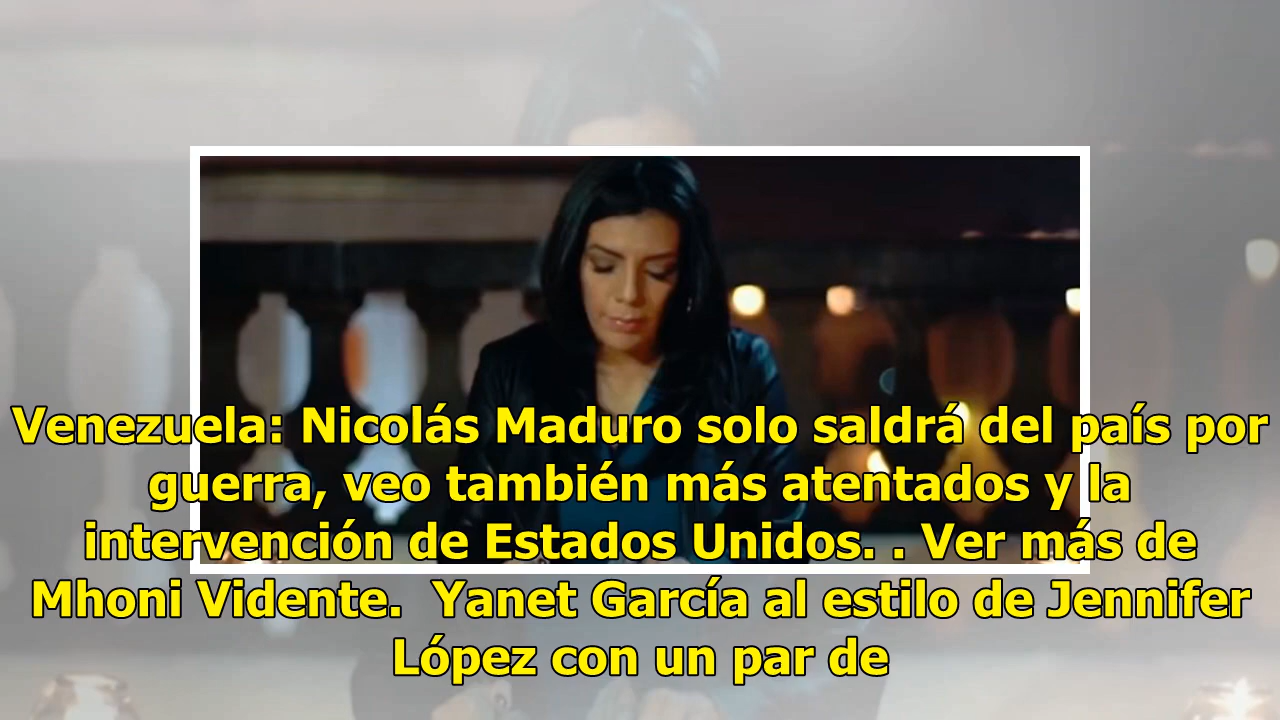 Venezuela: Nicolás Maduro solo saldrá del país por
guerra, veo también más atentados y la
intervención de Estados Unidos. . Ver más de
Mhoni Vidente.  Yanet García al estilo de Jennifer
López con un par de